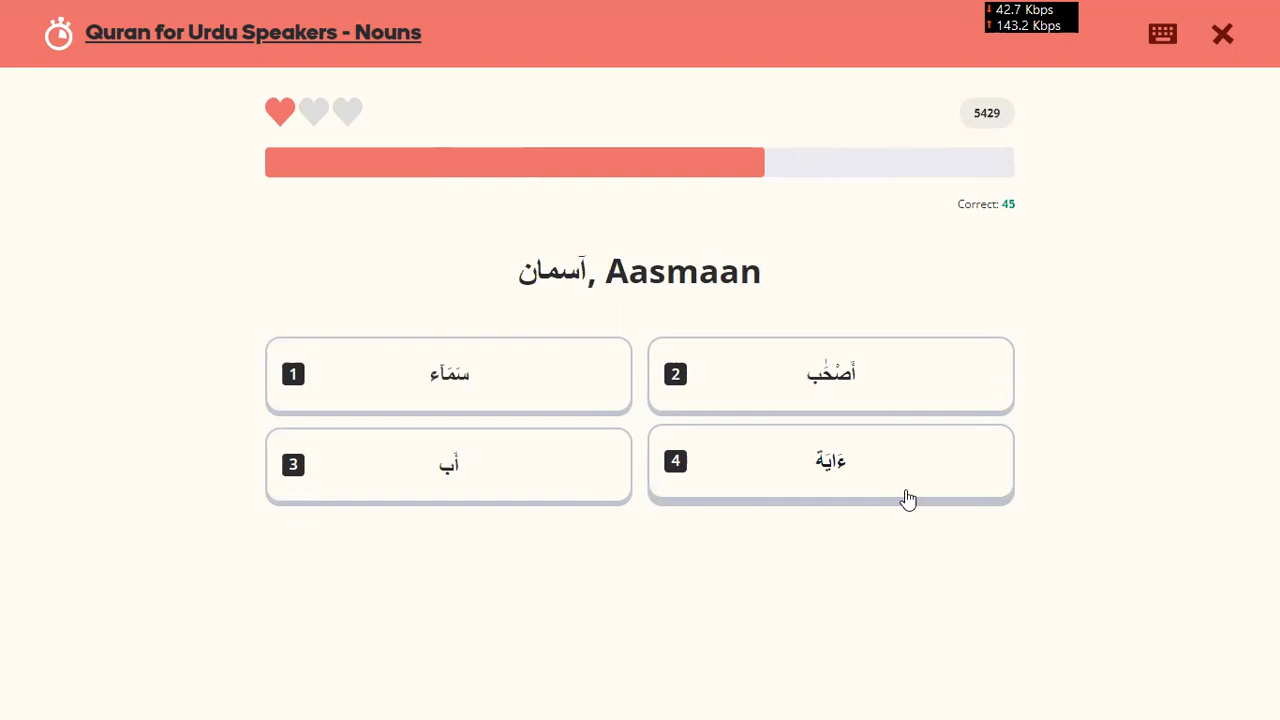 Quran for Urdu Speakers - Nouns
42.7 Kbps
143.2 Kbps
5429
Correct: 45
آسمان, Aasmaan
1 سَمَآء
2 أَصْحَٰب
3 أَب
4 ءَايَة